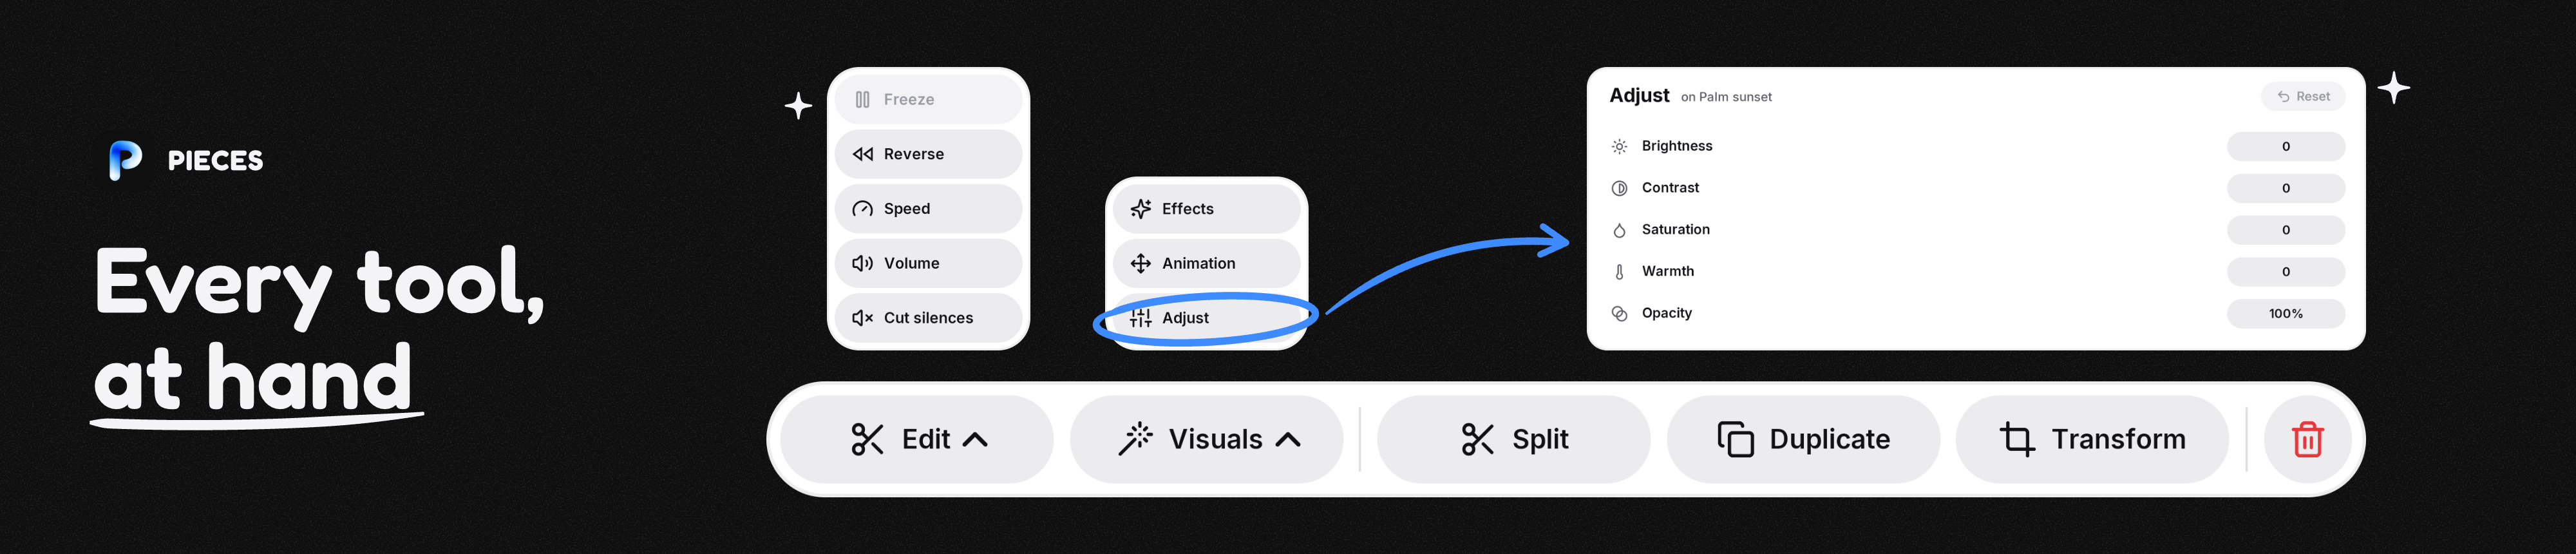 PIECES
Every tool,
at hand
Freeze
Reverse
Speed
Volume
Cut silences
Effects
Animation
Adjust
Adjust on Palm sunset
Reset
Brightness 0
Contrast 0
Saturation 0
Warmth 0
Opacity 100%
Edit Visuals Split Duplicate Transform